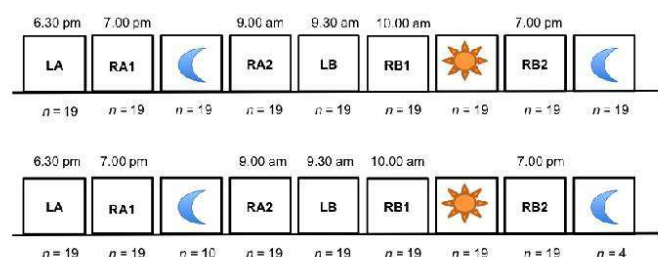 6.30 pm 7.00 pm 9.00 am 9.30 am 10.00 am 7.00 pm
LA RA1 RA2 LB RB1 RB2
n = 19 n = 19 n = 19 n = 19 n = 19 n = 19 n = 19 n = 19 n = 19
6.30 pm 7.00 pm 9.00 am 9.30 am 10.00 am 7.00 pm
LA RA1 RA2 LB RB1 RB2
n = 19 n = 19 n = 10 n = 19 n = 19 n = 19 n = 19 n = 19 n = 4